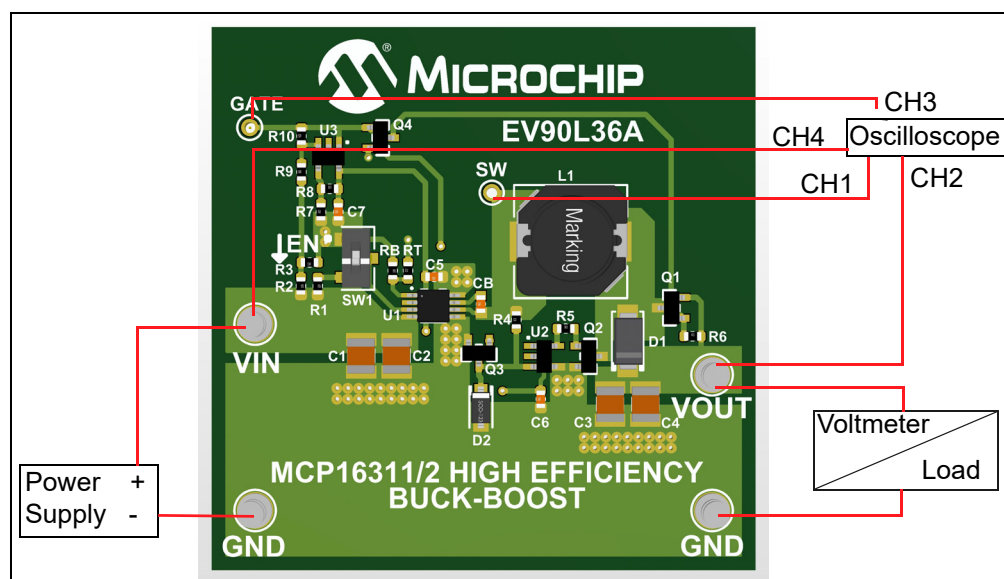 MICROCHIP
®
EV90L36A
GATE
CH3
CH4
Oscilloscope
CH1
CH2
R10
U3
Q4
R9
R8
R7
C7
SW
L1
Marking
EN
R3
R2
R1
SW1
RB
RT
C5
CB
U1
Q1
R4
U2
R5
Q2
D1
R6
VIN
C1
C2
Q3
D2
C6
C3
C4
VOUT
Voltmeter
Load
MCP16311/2 HIGH EFFICIENCY
BUCK-BOOST
Power +
Supply -
GND
GND